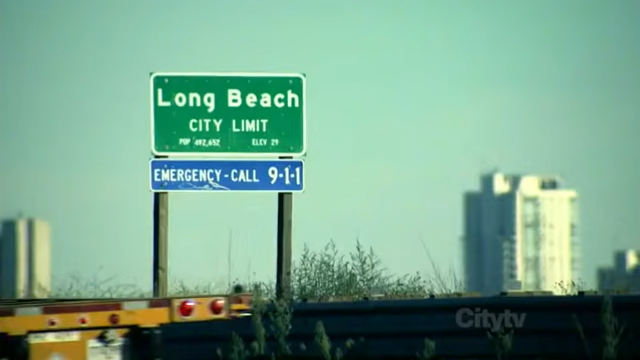 Long Beach
CITY LIMIT
POP 492,652 ELEV 29
EMERGENCY-CALL 9-1-1
Citytv